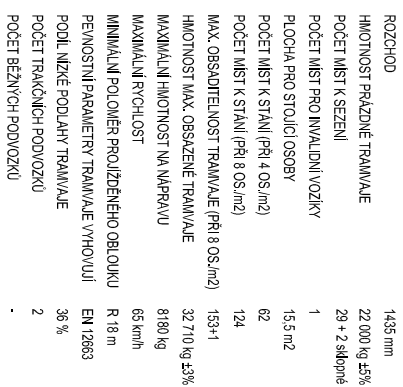 ROZCHOD 1435 mm
HMOTNOST PRÁZDNÉ TRAMVAJE 22 000 kg ±5%
POČET MÍST K SEZENÍ 29 + 2 sklopné
POČET MÍST PRO INVALIDNÍ VOZÍKY 1
PLOCHA PRO STOJÍCÍ OSOBY 15,5 m2
POČET MÍST K STÁNÍ (PŘI 4 OS./m2) 62
POČET MÍST K STÁNÍ (PŘI 8 OS./m2) 124
MAX. OBSADITELNOST TRAMVAJE (PŘI 8 OS./m2) 153+1
HMOTNOST MAX. OBSAZENÉ TRAMVAJE 32 710 kg ±3%
MAXIMÁLNÍ HMOTNOST NA NÁPRAVU 8180 kg
MAXIMÁLNÍ RYCHLOST 65 km/h
MINIMÁLNÍ POLOMĚR PROJÍŽDĚNÉHO OBLOUKU R 18 m
PEVNOSTNÍ PARAMETRY TRAMVAJE VYHOVUJÍ EN 12663
PODÍL NÍZKÉ PODLAHY TRAMVAJE 36 %
POČET TRAKČNÍCH PODVOZKŮ 2
POČET BĚŽNÝCH PODVOZKŮ -